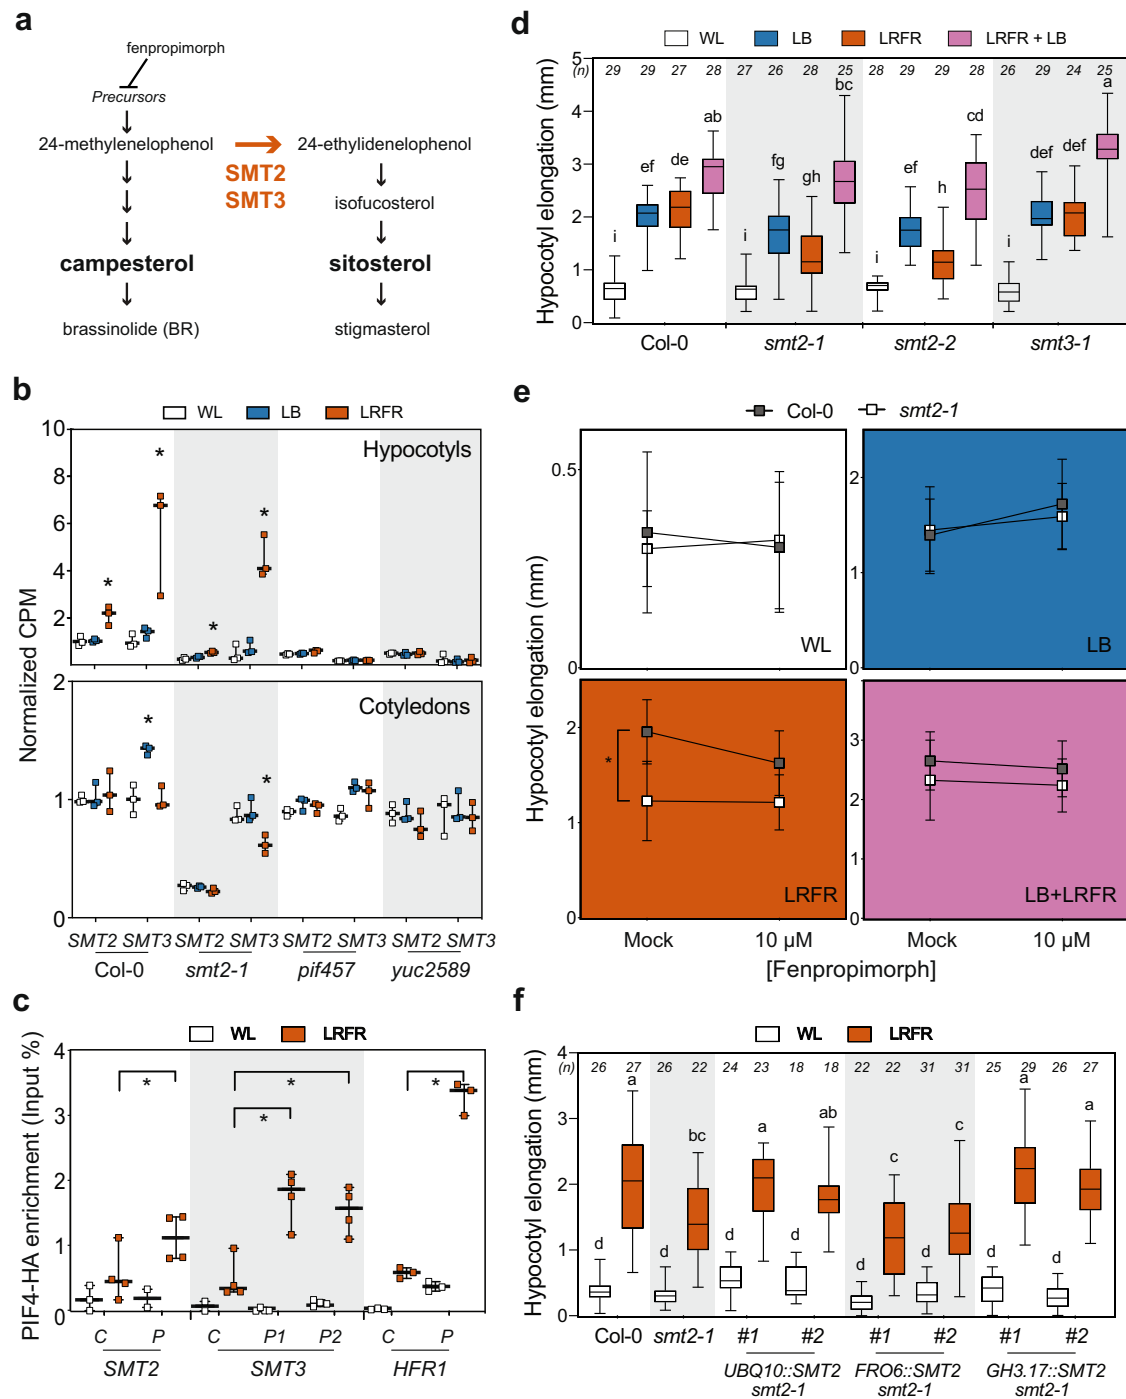 a
fenpropimorph
Precursors
24-methylenelophenol
24-ethylidenelophenol
SMT2
SMT3
isofucosterol
campesterol
sitosterol
brassinolide (BR)
stigmasterol
b
WL LB LRFR
Normalized CPM
10
8
6
4
2
Hypocotyls
* * * *
2
1
0
Cotyledons
* *
SMT2 SMT3 SMT2 SMT3 SMT2 SMT3 SMT2 SMT3
Col-0 smt2-1 pif457 yuc2589
c
WL LRFR
PIF4-HA enrichment (Input %)
4
3
2
1
0
* * * *
C P C P1 P2 C P
SMT2 SMT3 HFR1
d
WL LB LRFR LRFR + LB
Hypocotyl elongation (mm)
5
4
3
2
1
0
(n) 29 29 27 28 27 26 28 25 28 29 29 28 26 29 24 25
i ef de ab i fg gh bc i ef h cd i def def a
Col-0 smt2-1 smt2-2 smt3-1
e
Col-0 smt2-1
Hypocotyl elongation (mm)
0.5
0
WL
2
1
0
LB
2
1
0
*
LRFR
3
2
1
0
LB+LRFR
Mock 10 µM Mock 10 µM
[Fenpropimorph]
f
WL LRFR
Hypocotyl elongation (mm)
4
3
2
1
0
(n) 26 27 26 22 24 23 18 18 22 22 31 31 25 29 26 27
d a d bc d a d ab d c d c d a d a
Col-0 smt2-1 #1 #2 #1 #2 #1 #2
UBQ10::SMT2 FRO6::SMT2 GH3.17::SMT2
smt2-1 smt2-1 smt2-1